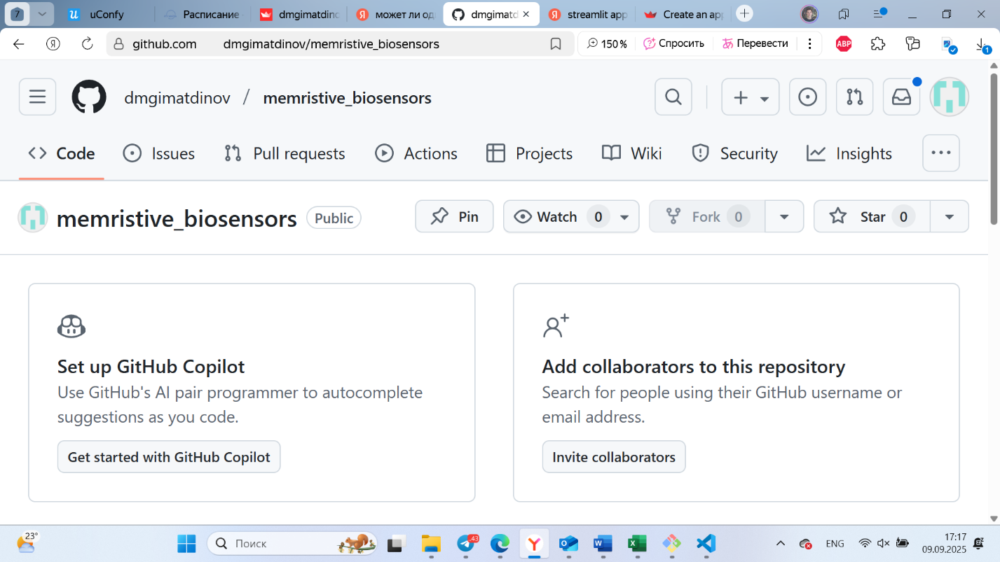 7
uConfy
Расписание
dmgimatdino
может ли од
dmgimatd
streamlit app
Create an app
github.com
dmgimatdinov/memristive_biosensors
150 %
Спросить
Перевести
ABP
1
dmgimatdinov / memristive_biosensors
Code
Issues
Pull requests
Actions
Projects
Wiki
Security
Insights
memristive_biosensors
Public
Pin
Watch 0
Fork 0
Star 0
Set up GitHub Copilot
Use GitHub's AI pair programmer to autocomplete
suggestions as you code.
Get started with GitHub Copilot
Add collaborators to this repository
Search for people using their GitHub username or
email address.
Invite collaborators
23°
Поиск
43
ENG
17:17
09.09.2025